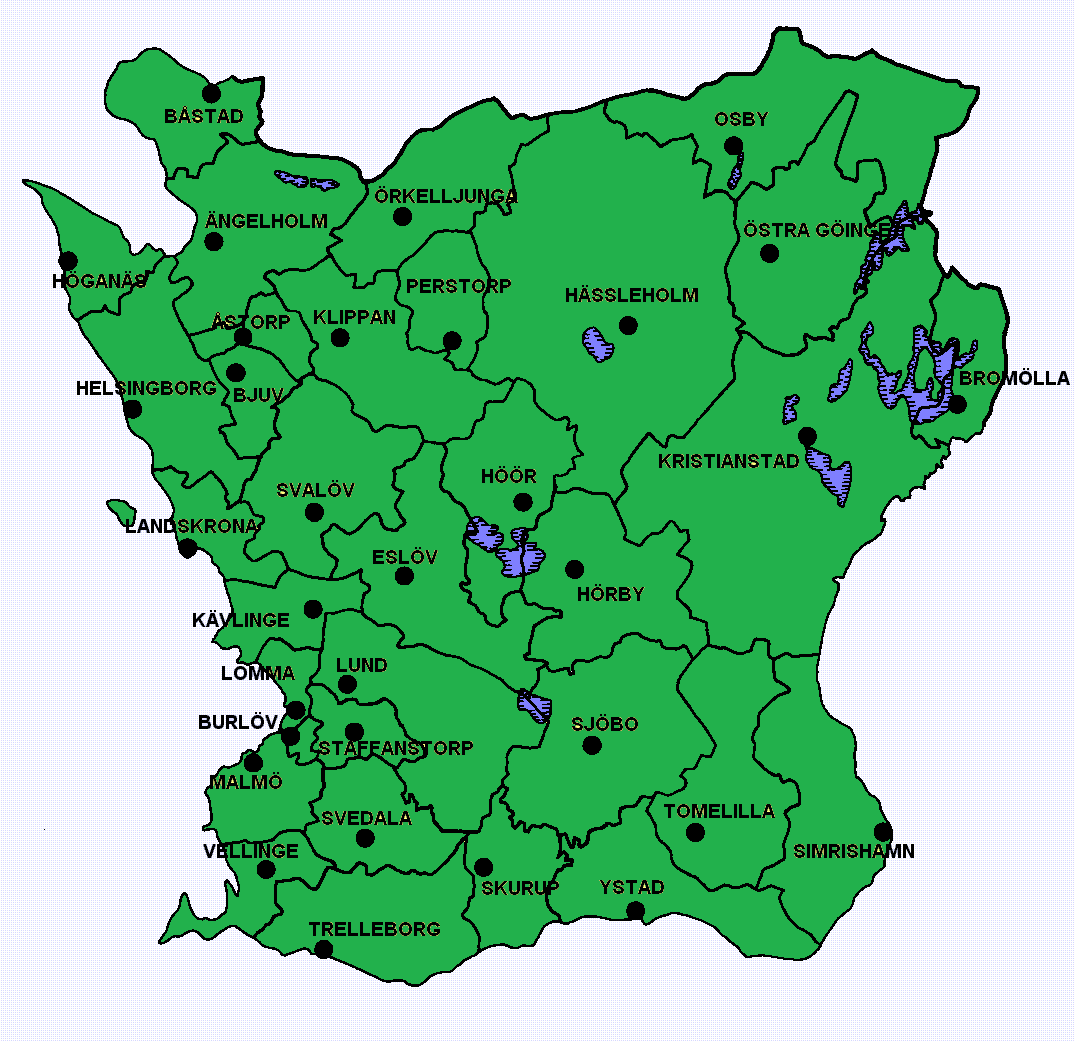 BÅSTAD
OSBY
ÖRKELLJUNGA
ÄNGELHOLM
ÖSTRA GÖINGE
HÖGANÄS
PERSTORP
HÄSSLEHOLM
ÅSTORP
KLIPPAN
BROMÖLLA
HELSINGBORG
BJUV
KRISTIANSTAD
HÖÖR
SVALÖV
LANDSKRONA
ESLÖV
HÖRBY
KÄVLINGE
LUND
LOMMA
BURLÖV
SJÖBO
STAFFANSTORP
MALMÖ
TOMELILLA
SVEDALA
VELLINGE
SIMRISHAMN
SKURUP
YSTAD
TRELLEBORG